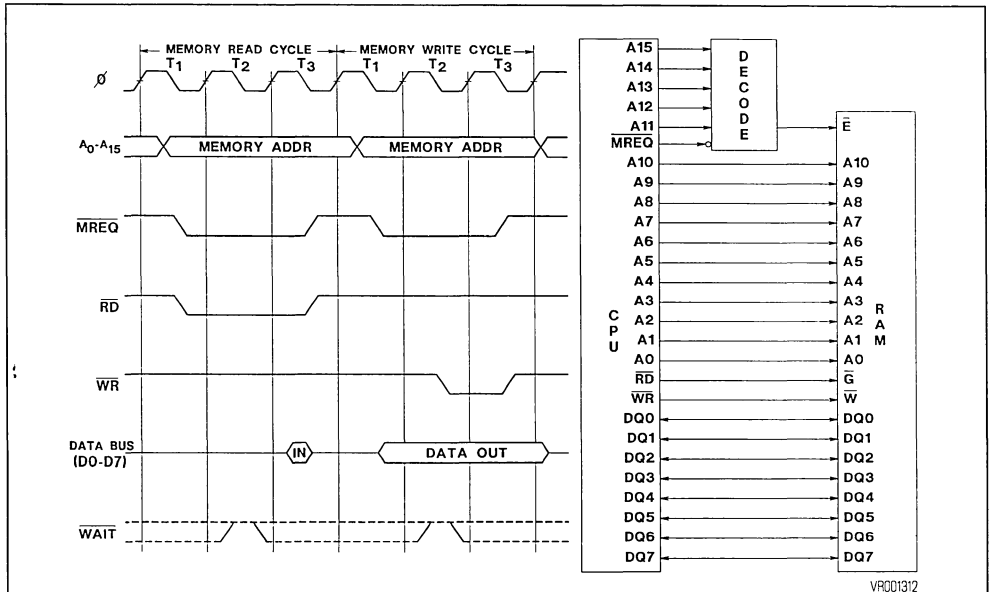 MEMORY READ CYCLE
MEMORY WRITE CYCLE
T1 T2 T3 T1 T2 T3
ø
A0-A15
MEMORY ADDR
MEMORY ADDR
MREQ
RD
WR
DATA BUS
(D0-D7)
IN
DATA OUT
WAIT
CPU
A15
A14
A13
A12
A11
MREQ
A10
A9
A8
A7
A6
A5
A4
A3
A2
A1
A0
RD
WR
DQ0
DQ1
DQ2
DQ3
DQ4
DQ5
DQ6
DQ7
DECODE
E
A10
A9
A8
A7
A6
A5
A4
A3
A2
A1
A0
G
W
DQ0
DQ1
DQ2
DQ3
DQ4
DQ5
DQ6
DQ7
RAM
VR001312